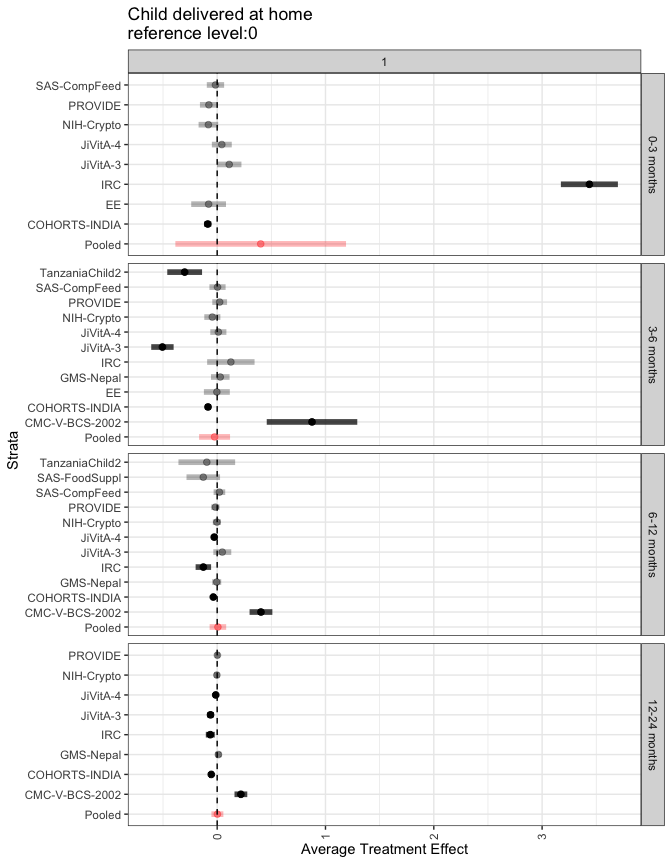 Child delivered at home
reference level:0
1
SAS-CompFeed
PROVIDE
NIH-Crypto
JiVitA-4
JiVitA-3
IRC
EE
COHORTS-INDIA
Pooled
0-3 months
TanzaniaChild2
SAS-CompFeed
PROVIDE
NIH-Crypto
JiVitA-4
JiVitA-3
IRC
GMS-Nepal
EE
COHORTS-INDIA
CMC-V-BCS-2002
Pooled
3-6 months
TanzaniaChild2
SAS-FoodSuppl
SAS-CompFeed
PROVIDE
NIH-Crypto
JiVitA-4
JiVitA-3
IRC
GMS-Nepal
COHORTS-INDIA
CMC-V-BCS-2002
Pooled
6-12 months
PROVIDE
NIH-Crypto
JiVitA-4
JiVitA-3
IRC
GMS-Nepal
COHORTS-INDIA
CMC-V-BCS-2002
Pooled
12-24 months
Strata
0
1
2
3
Average Treatment Effect